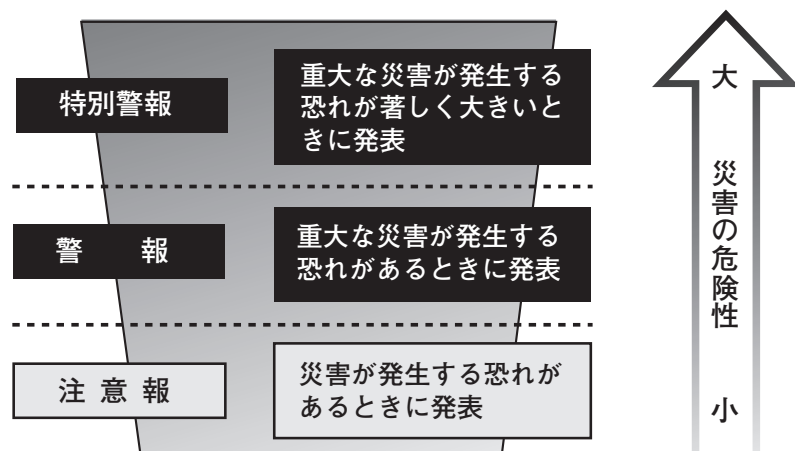 特別警報
重大な災害が発生する
恐れが著しく大きいと
きに発表
警　報
重大な災害が発生する
恐れがあるときに発表
注 意 報
災害が発生する恐れが
あるときに発表
大
災害の危険性
小